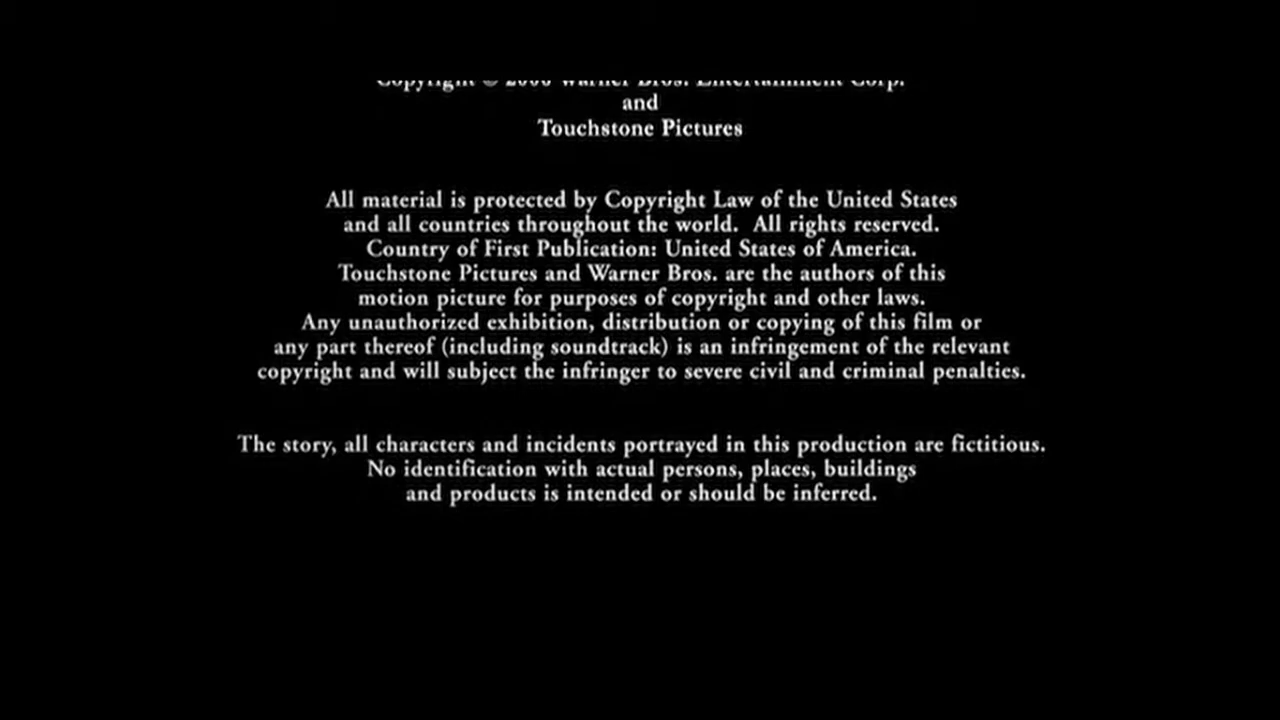 Copyright © Warner Bros. Entertainment Corp.
and
Touchstone Pictures
All material is protected by Copyright Law of the United States
and all countries throughout the world. All rights reserved.
Country of First Publication: United States of America.
Touchstone Pictures and Warner Bros. are the authors of this
motion picture for purposes of copyright and other laws.
Any unauthorized exhibition, distribution or copying of this film or
any part thereof (including soundtrack) is an infringement of the relevant
copyright and will subject the infringer to severe civil and criminal penalties.
The story, all characters and incidents portrayed in this production are fictitious.
No identification with actual persons, places, buildings
and products is intended or should be inferred.